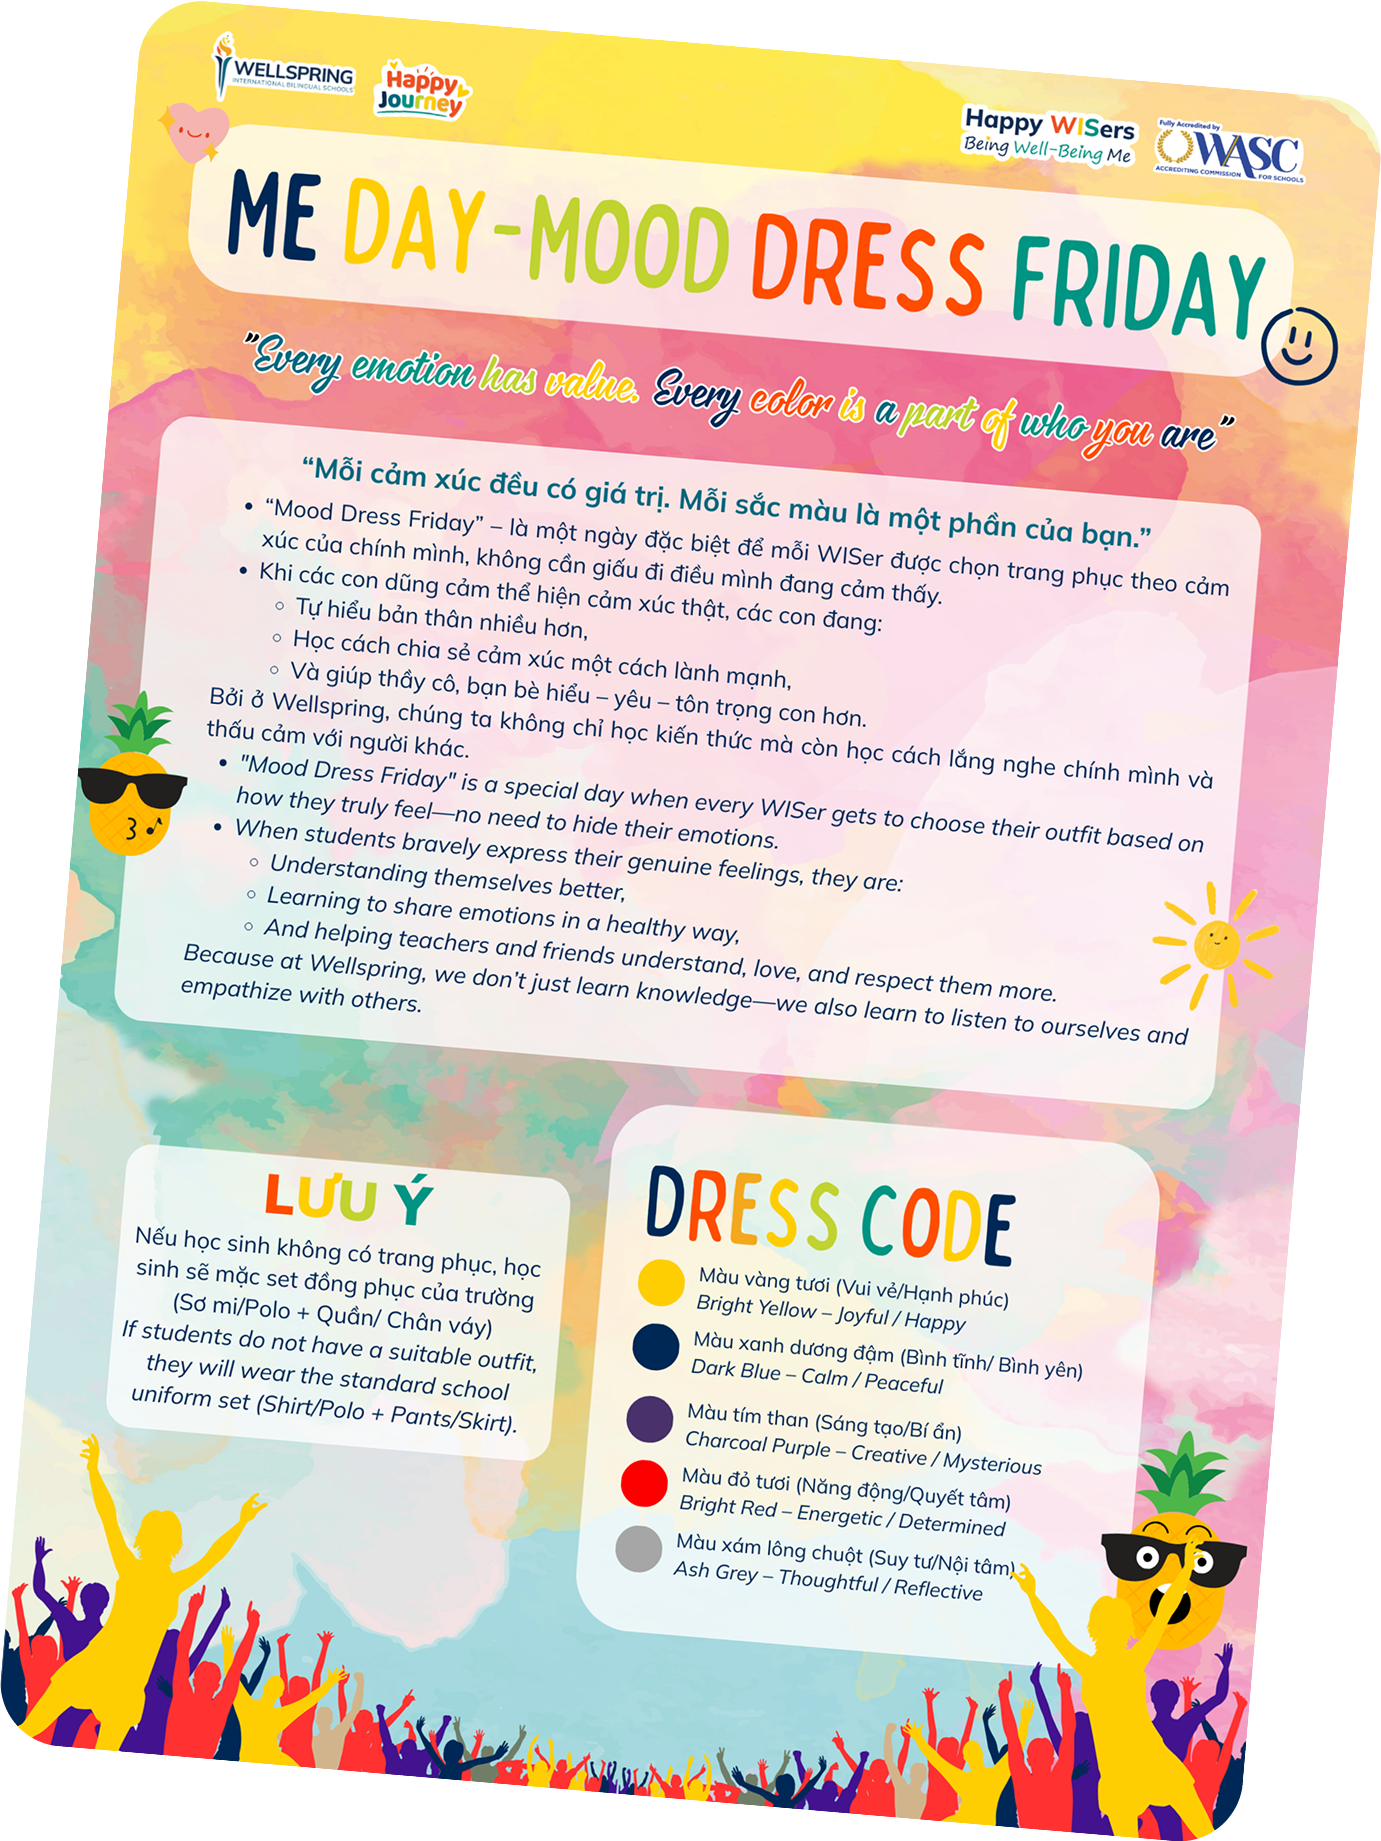 WELLSPRING
INTERNATIONAL BILINGUAL SCHOOLS
Happy
Journey
Happy WISers
Being Well-Being Me
Fully Accredited by
WASC
ACCREDITING COMMISSION FOR SCHOOLS
ME DAY-MOOD DRESS FRIDAY
"Every emotion has value. Every color is a part of who you are"
“Mỗi cảm xúc đều có giá trị. Mỗi sắc màu là một phần của bạn.”
• “Mood Dress Friday” – là một ngày đặc biệt để mỗi WISer được chọn trang phục theo cảm
xúc của chính mình, không cần giấu đi điều mình đang cảm thấy.
• Khi các con dũng cảm thể hiện cảm xúc thật, các con đang:
◦ Tự hiểu bản thân nhiều hơn,
◦ Học cách chia sẻ cảm xúc một cách lành mạnh,
◦ Và giúp thầy cô, bạn bè hiểu – yêu – tôn trọng con hơn.
Bởi ở Wellspring, chúng ta không chỉ học kiến thức mà còn học cách lắng nghe chính mình và
thấu cảm với người khác.
• "Mood Dress Friday" is a special day when every WISer gets to choose their outfit based on
how they truly feel—no need to hide their emotions.
• When students bravely express their genuine feelings, they are:
◦ Understanding themselves better,
◦ Learning to share emotions in a healthy way,
◦ And helping teachers and friends understand, love, and respect them more.
Because at Wellspring, we don’t just learn knowledge—we also learn to listen to ourselves and
empathize with others.
LƯU Ý
Nếu học sinh không có trang phục, học
sinh sẽ mặc set đồng phục của trường
(Sơ mi/Polo + Quần/ Chân váy)
If students do not have a suitable outfit,
they will wear the standard school
uniform set (Shirt/Polo + Pants/Skirt).
DRESS CODE
Màu vàng tươi (Vui vẻ/Hạnh phúc)
Bright Yellow – Joyful / Happy
Màu xanh dương đậm (Bình tĩnh/ Bình yên)
Dark Blue – Calm / Peaceful
Màu tím than (Sáng tạo/Bí ẩn)
Charcoal Purple – Creative / Mysterious
Màu đỏ tươi (Năng động/Quyết tâm)
Bright Red – Energetic / Determined
Màu xám lông chuột (Suy tư/Nội tâm)
Ash Grey – Thoughtful / Reflective